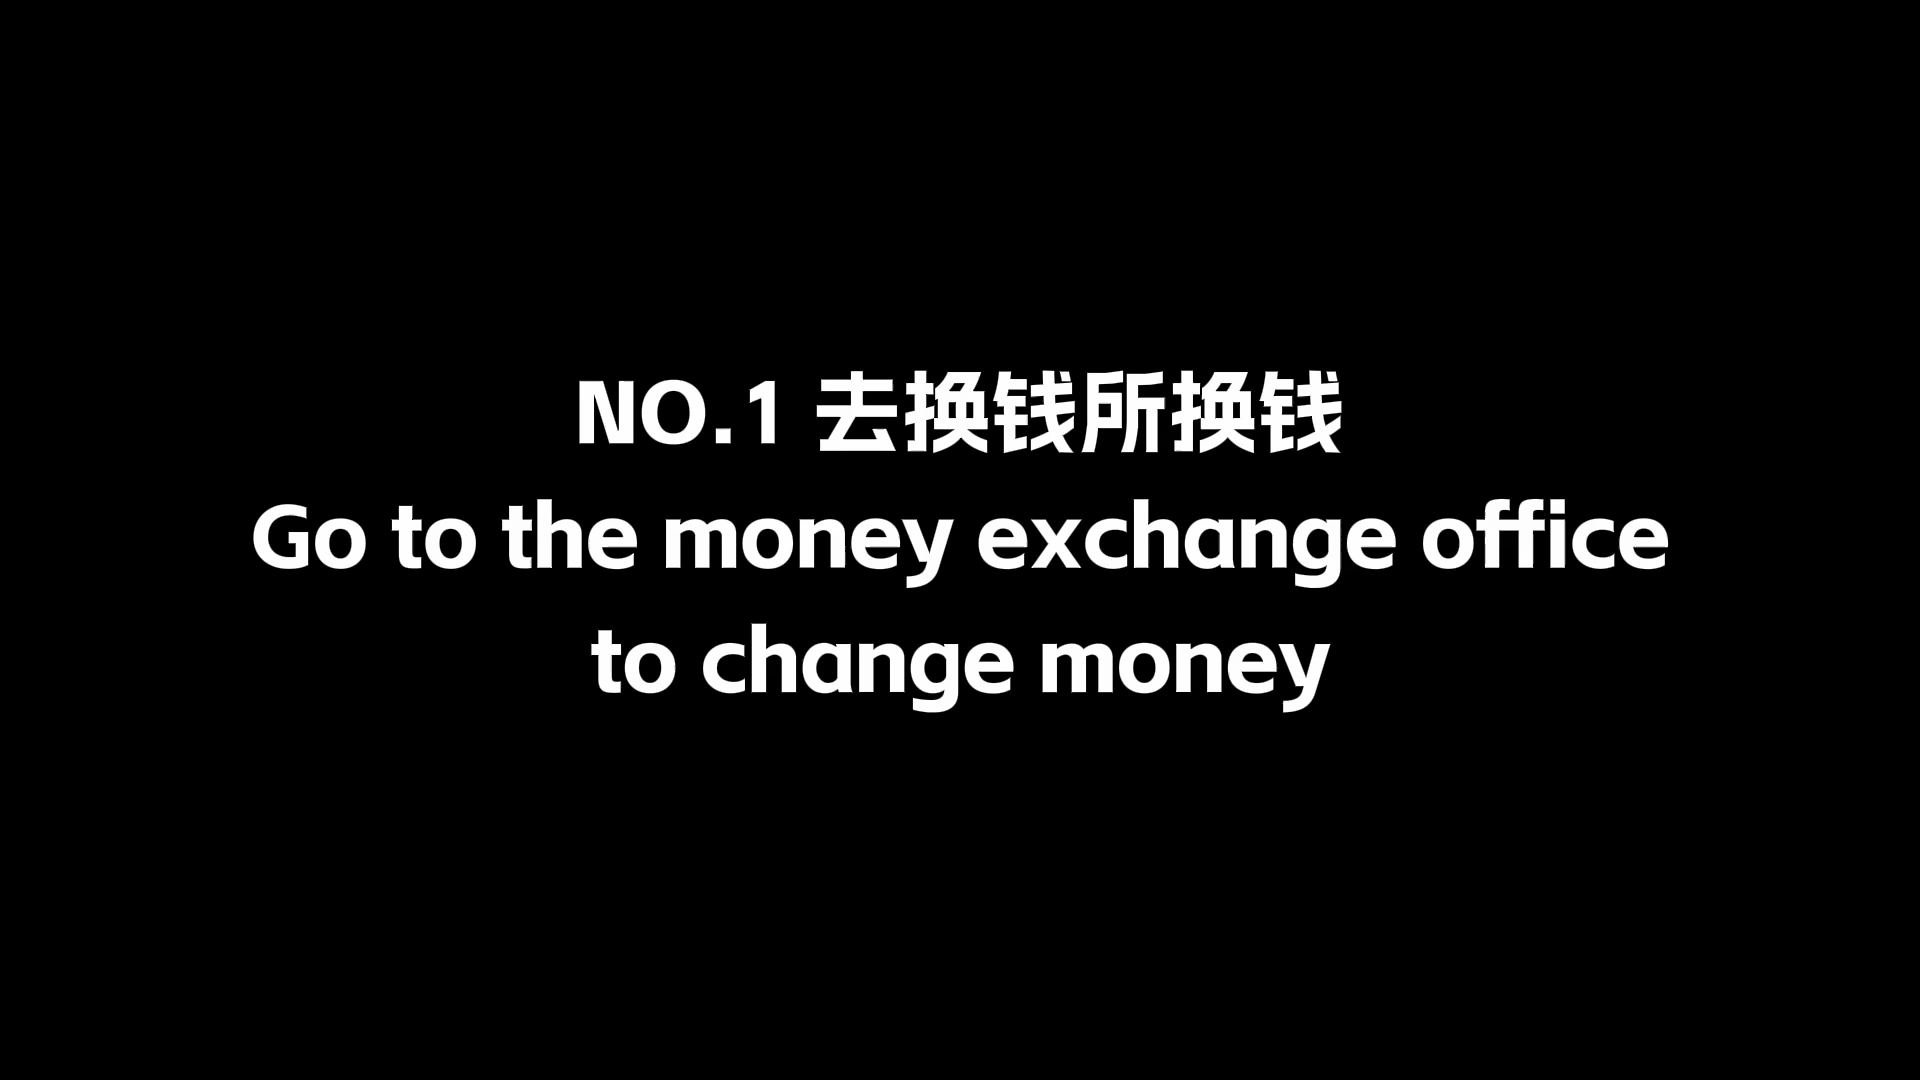 NO.1 去换钱所换钱
Go to the money exchange office
to change money